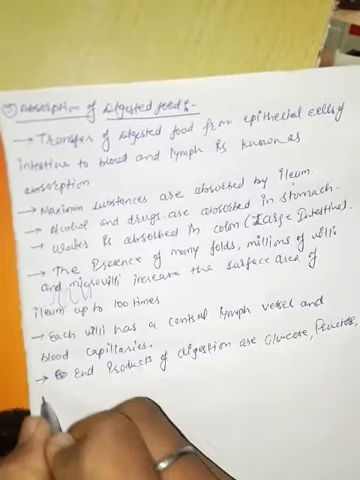 ③ Absorption of Digested food :-
→ Transfer of digested food from epithelial cells of
intestine to blood and lymph is known as
absorption.
→ Maximum substances are absorbed by ileum.
→ Alcohol and drugs are absorbed in stomach.
→ Water is absorbed in colon (Large Intestine).
→ The Presence of many folds, millions of villi
and microvilli increase the surface area of
ileum up to 100 times.
→ Each villi has a central lymph vessel and
blood capillaries.
→ End Products of digestion are Glucose, Fructose,